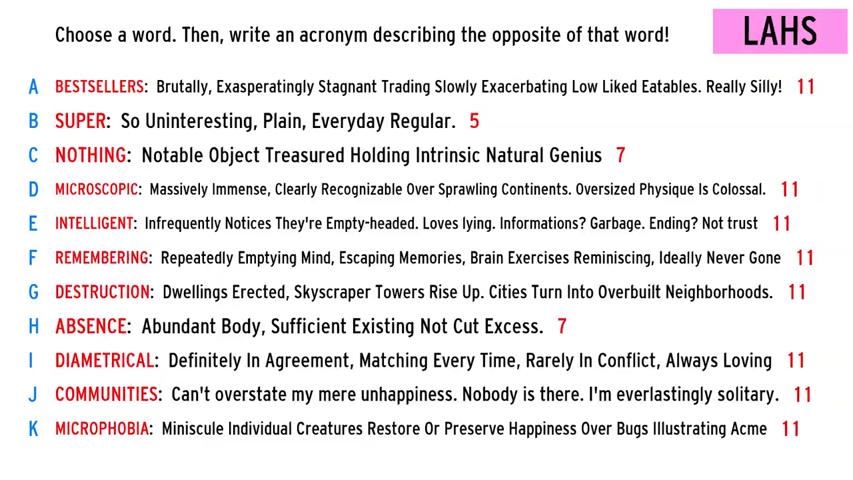 Choose a word. Then, write an acronym describing the opposite of that word!
LAHS
A BESTSELLERS: Brutally, Exasperatingly Stagnant Trading Slowly Exacerbating Low Liked Eatables. Really Silly! 11
B SUPER: So Uninteresting, Plain, Everyday Regular. 5
C NOTHING: Notable Object Treasured Holding Intrinsic Natural Genius 7
D MICROSCOPIC: Massively Immense, Clearly Recognizable Over Sprawling Continents. Oversized Physique Is Colossal. 11
E INTELLIGENT: Infrequently Notices They're Empty-headed. Loves lying. Informations? Garbage. Ending? Not trust 11
F REMEMBERING: Repeatedly Emptying Mind, Escaping Memories, Brain Exercises Reminiscing, Ideally Never Gone 11
G DESTRUCTION: Dwellings Erected, Skyscraper Towers Rise Up. Cities Turn Into Overbuilt Neighborhoods. 11
H ABSENCE: Abundant Body, Sufficient Existing Not Cut Excess. 7
I DIAMETRICAL: Definitely In Agreement, Matching Every Time, Rarely In Conflict, Always Loving 11
J COMMUNITIES: Can't overstate my mere unhappiness. Nobody is there. I'm everlastingly solitary. 11
K MICROPHOBIA: Miniscule Individual Creatures Restore Or Preserve Happiness Over Bugs Illustrating Acme 11